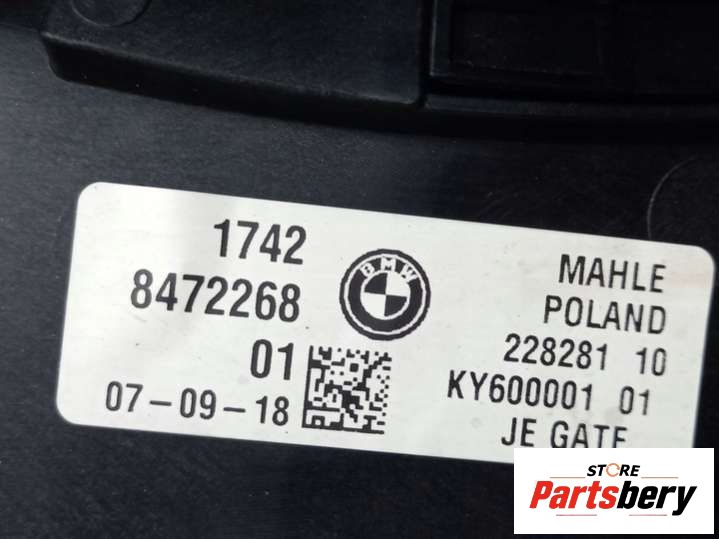 1742
8472268
01
07-09-18
BMW
MAHLE
POLAND
228281 10
KY600001 01
JE GATE
STORE
Partsbery